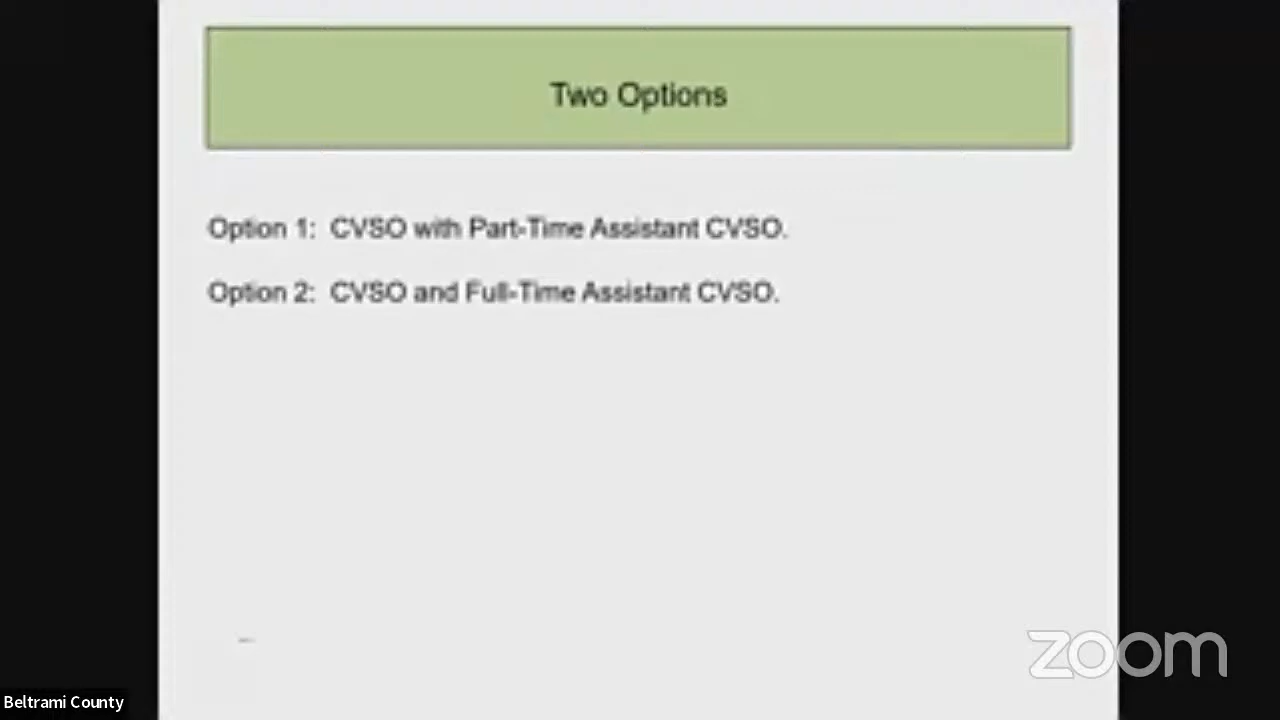 Two Options
Option 1: CVSO with Part-Time Assistant CVSO.
Option 2: CVSO and Full-Time Assistant CVSO.
zoom
Beltrami County